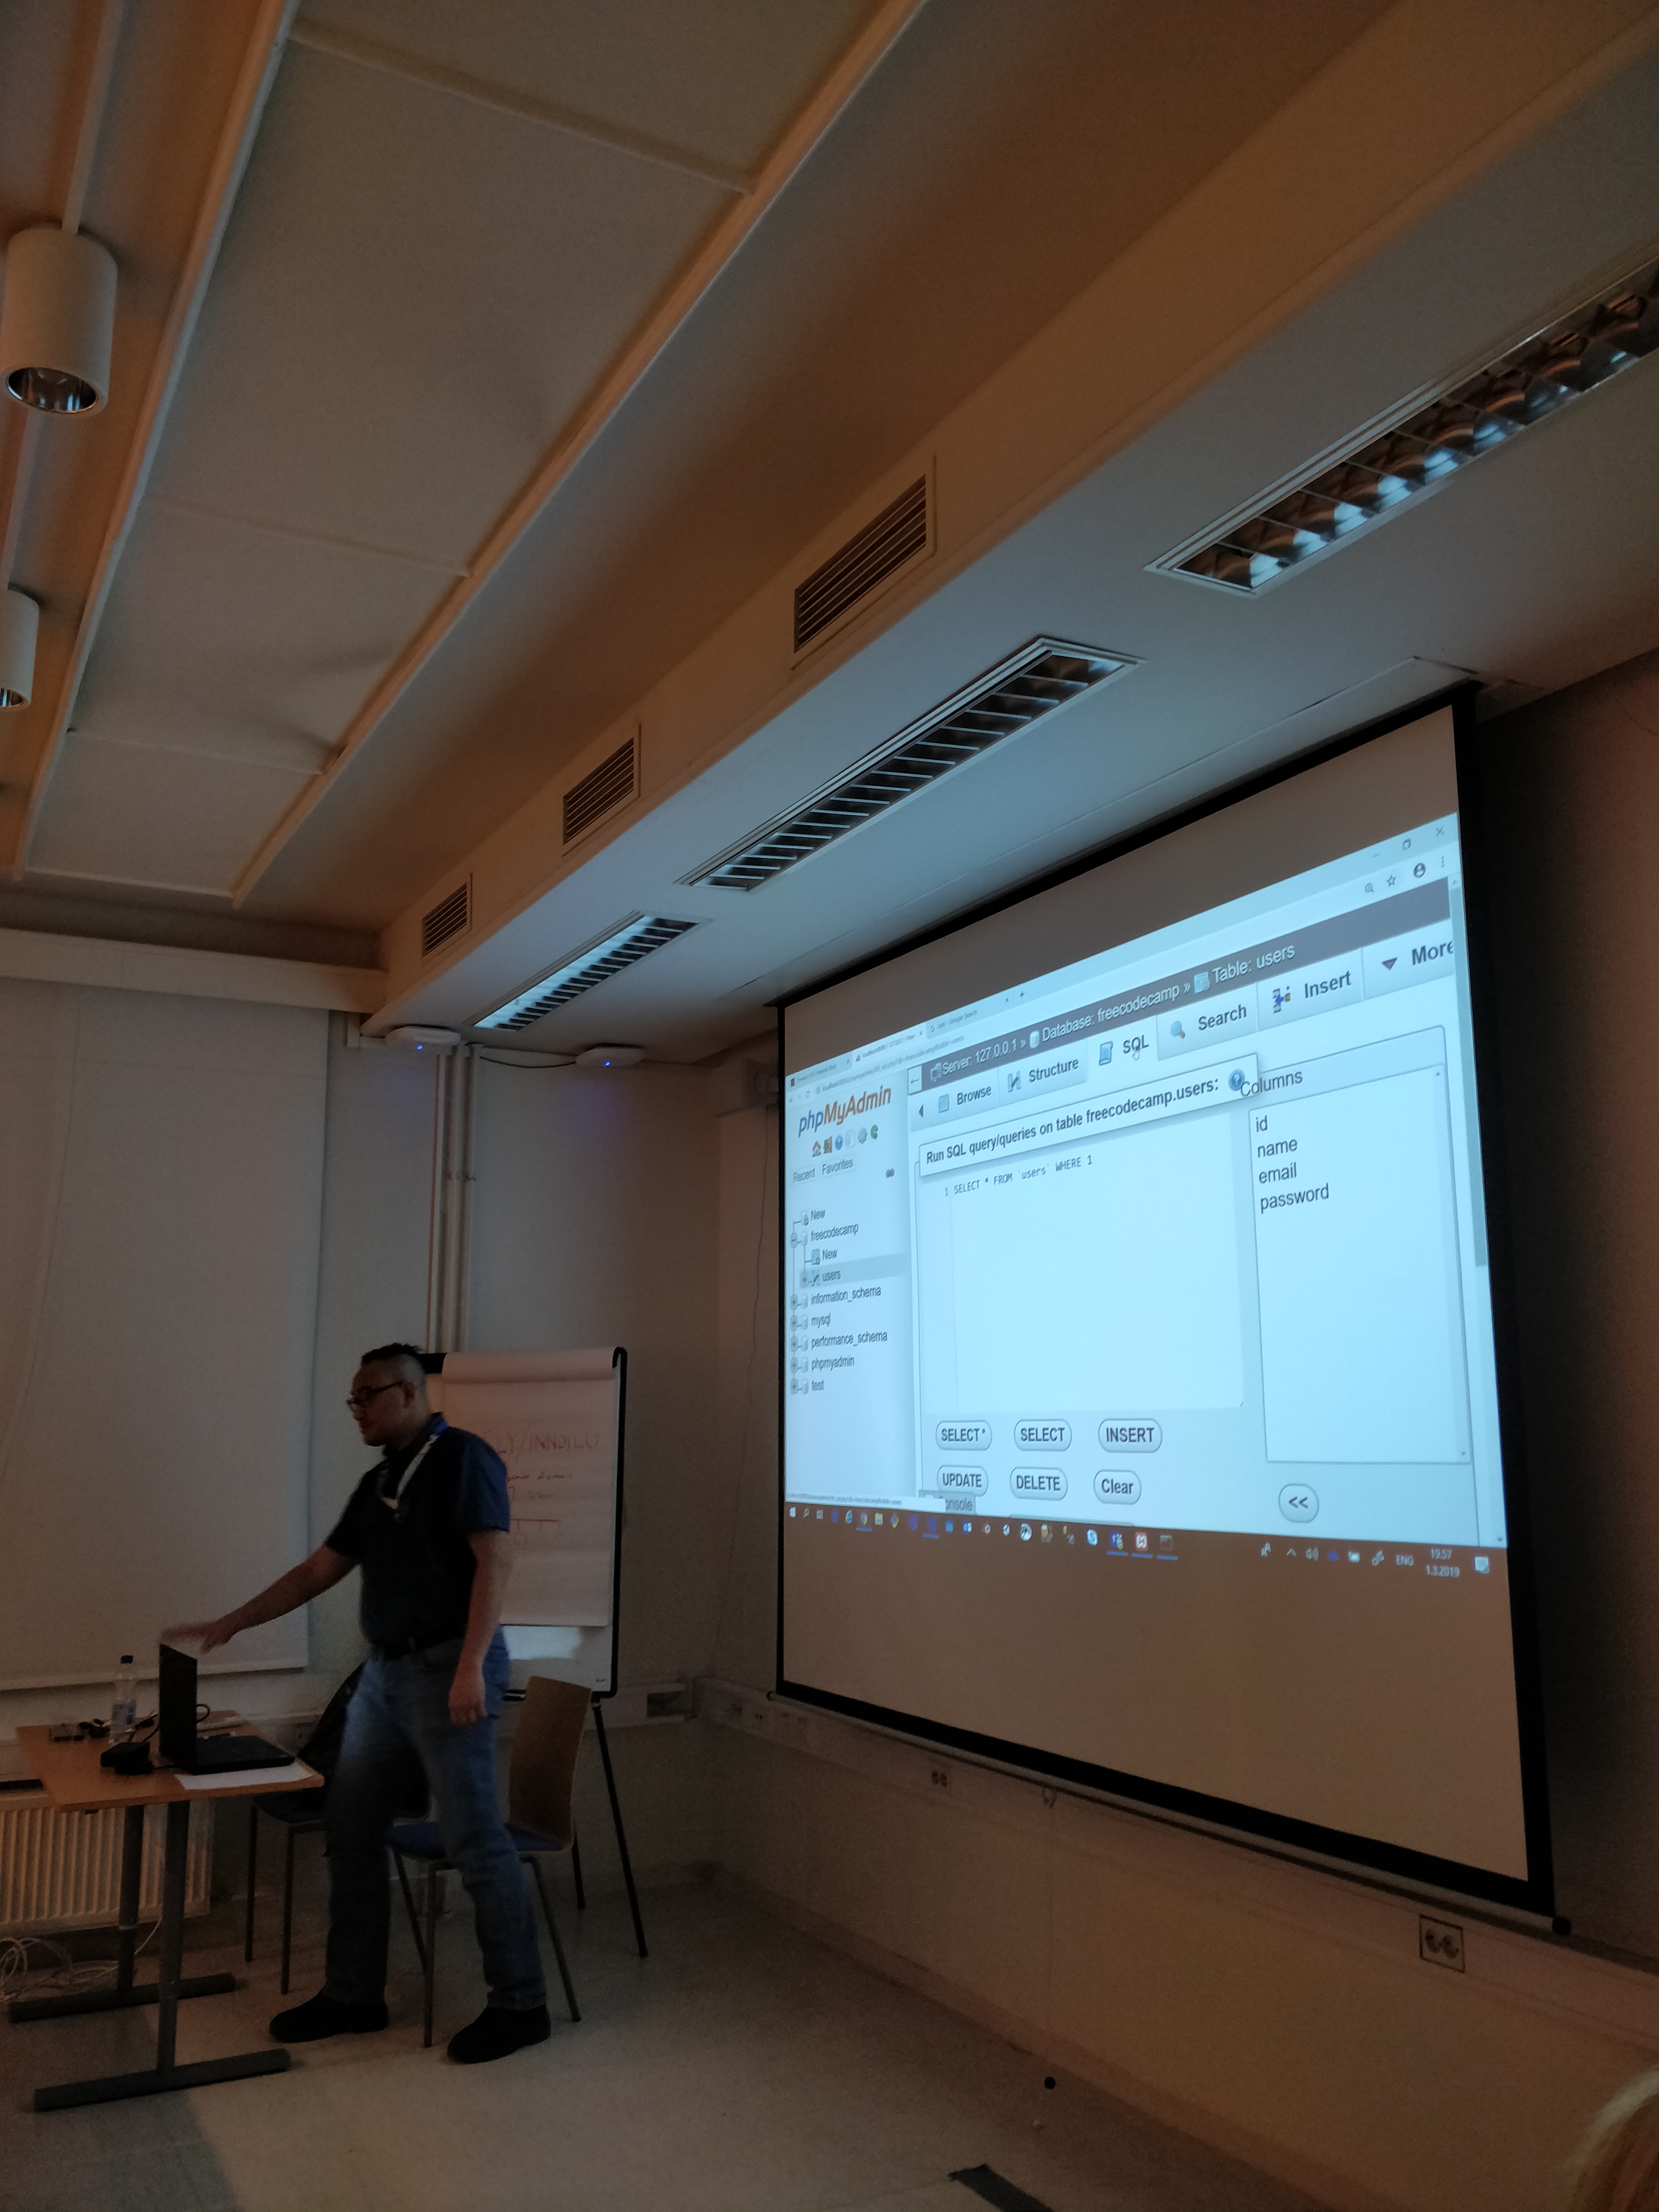 Server: 127.0.0.1 » Database: freecodecamp » Table: users
Browse Structure SQL Search Insert More
phpMyAdmin
Recent Favorites
New
freecodecamp
New
users
information_schema
mysql
performance_schema
phpmyadmin
test
Run SQL query/queries on table freecodecamp.users:
1 SELECT * FROM `users` WHERE 1
Columns
id
name
email
password
SELECT* SELECT INSERT
UPDATE DELETE Clear
<<
ENG 19:57
1.3.2019